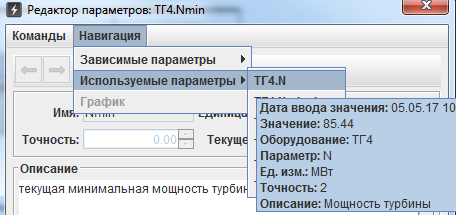 Редактор параметров: ТГ4.Nmin
Команды Навигация
Зависимые параметры
Используемые параметры ТГ4.N
График
Имя: Nmin Единица
Точность: 0.00 Текуще
Описание
текущая минимальная мощность турбин
Дата ввода значения: 05.05.17 10
Значение: 85.44
Оборудование: ТГ4
Параметр: N
Ед. изм.: МВт
Точность: 2
Описание: Мощность турбины